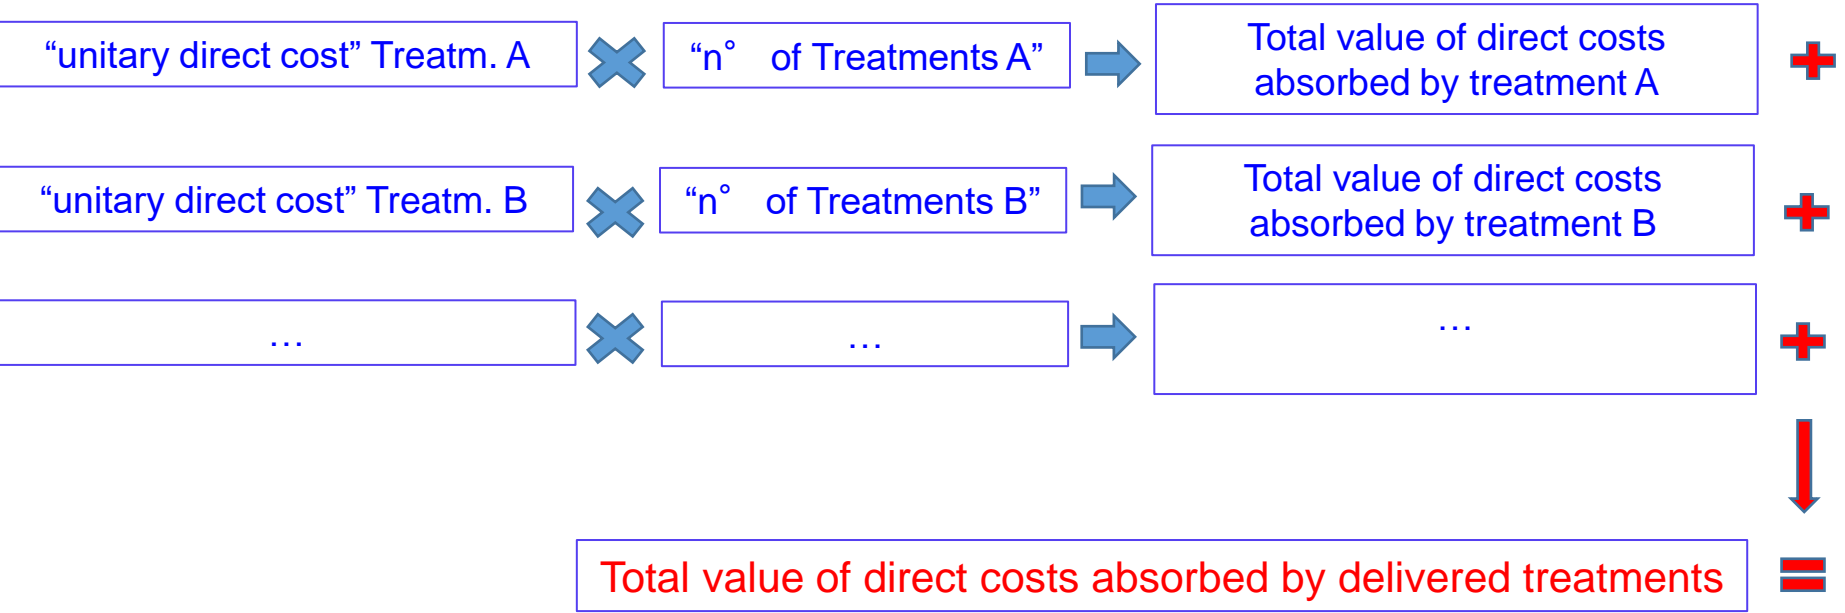 “unitary direct cost” Treatm. A
“n° of Treatments A”
Total value of direct costs
absorbed by treatment A
“unitary direct cost” Treatm. B
“n° of Treatments B”
Total value of direct costs
absorbed by treatment B
…
…
…
Total value of direct costs absorbed by delivered treatments